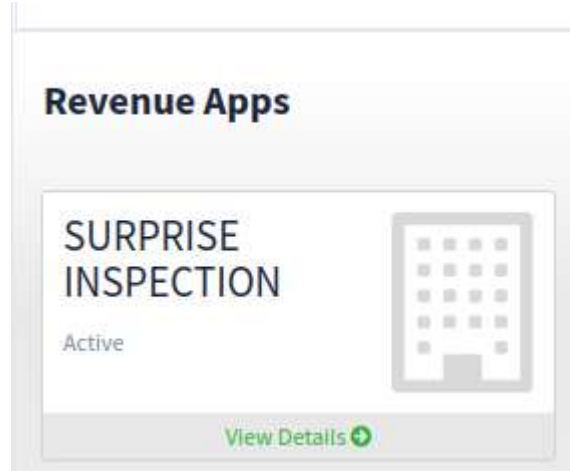 Revenue Apps
SURPRISE
INSPECTION
Active
View Details